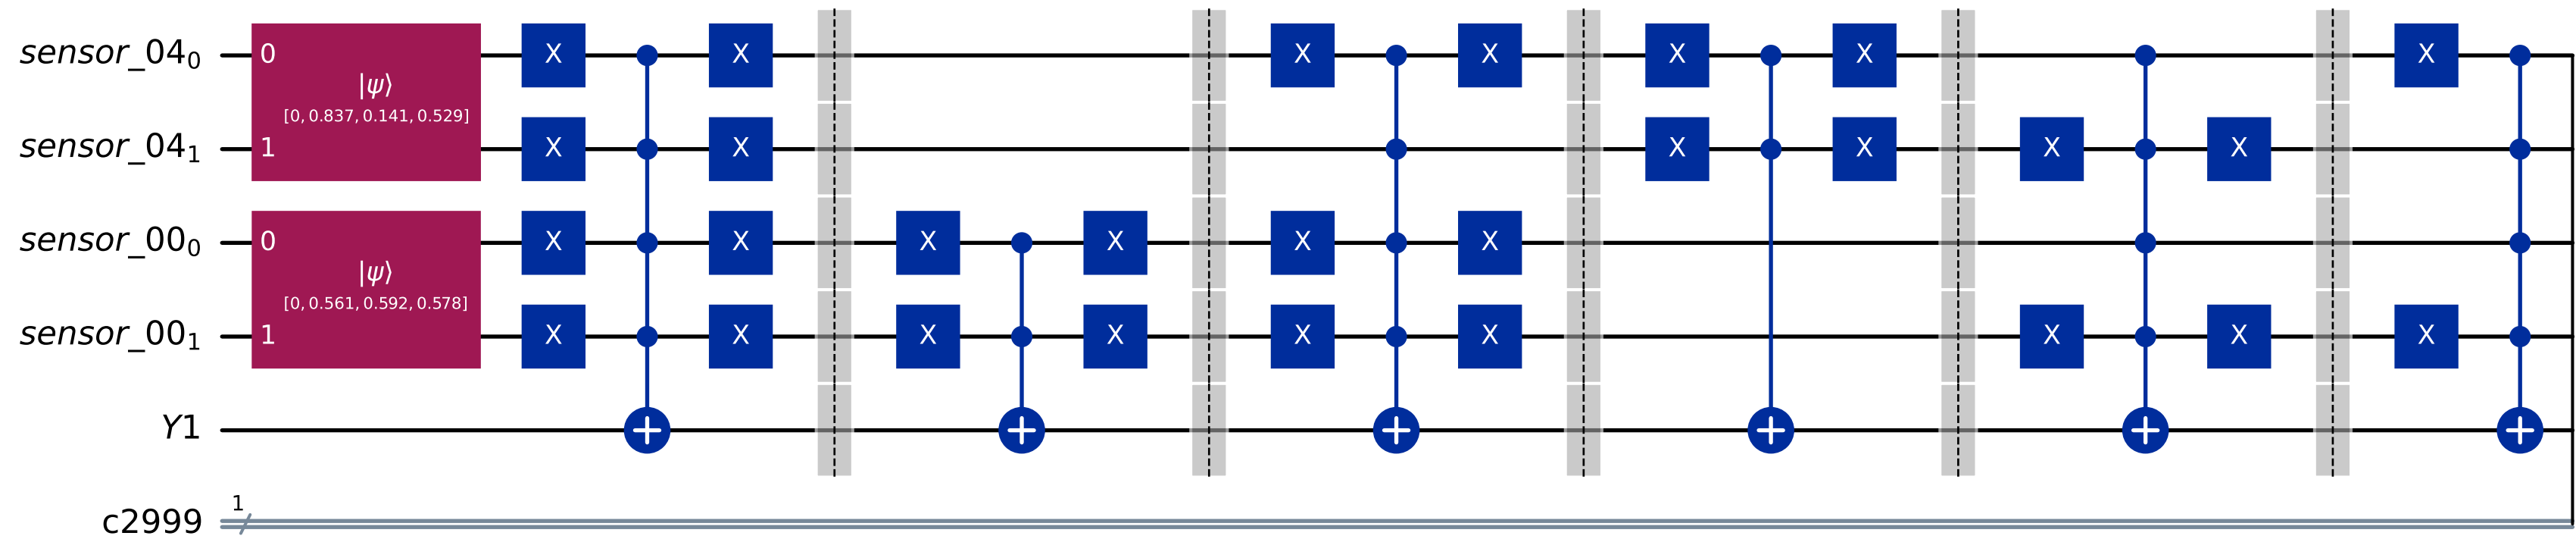 sensor_04₀ 0 X X X X X X X
sensor_04₁ 1 X X X X X X
|ψ⟩
[0, 0.837, 0.141, 0.529]
sensor_00₀ 0 X X X X X X
sensor_00₁ 1 X X X X X X X X X
|ψ⟩
[0, 0.561, 0.592, 0.578]
Y1
c2999 1